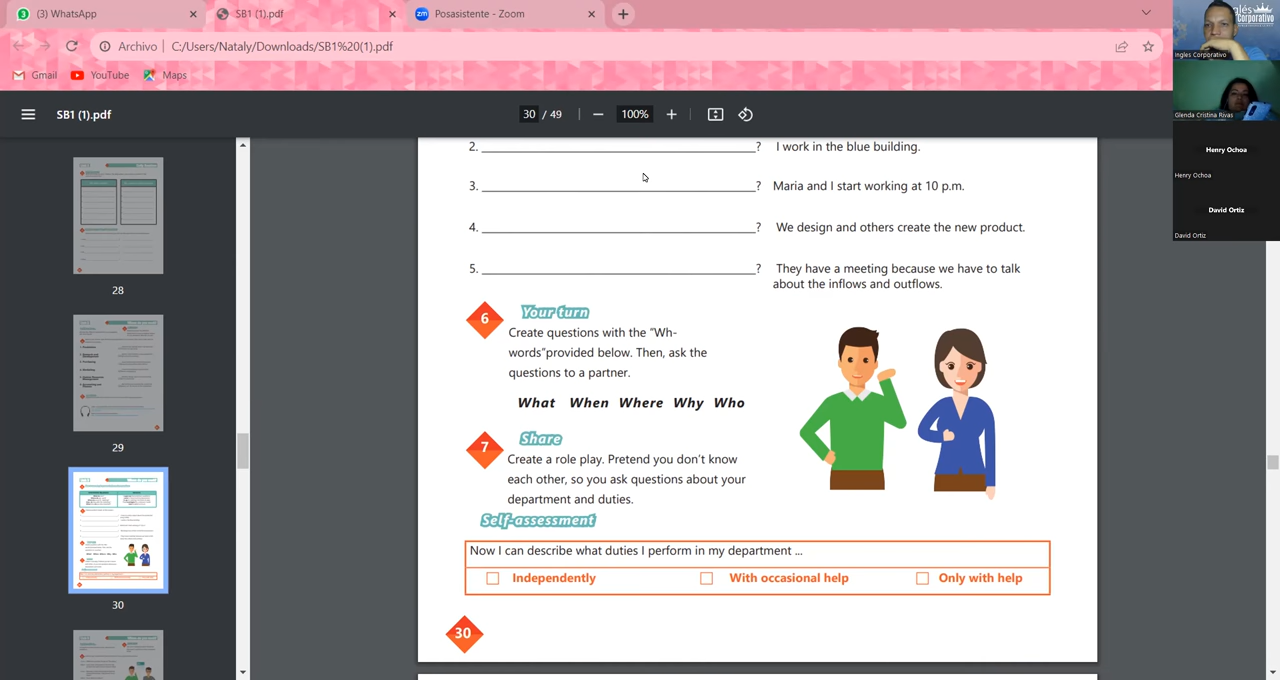 (3) WhatsApp
SB1 (1).pdf
zm Posasistente - Zoom
Archivo C:/Users/Nataly/Downloads/SB1%20(1).pdf
Gmail YouTube Maps
SB1 (1).pdf
30 / 49
100%
28
29
30
2. ? I work in the blue building.
3. ? Maria and I start working at 10 p.m.
4. ? We design and others create the new product.
5. ? They have a meeting because we have to talk
about the inflows and outflows.
6 Your turn
Create questions with the "Wh-
words"provided below. Then, ask the
questions to a partner.
What When Where Why Who
7 Share
Create a role play. Pretend you don't know
each other, so you ask questions about your
department and duties.
Self-assessment
Now I can describe what duties I perform in my department ...
Independently With occasional help Only with help
30
Corporativo
Ingles Corporativo
Glenda Cristina Rivas
Henry Ochoa
Henry Ochoa
David Ortiz
David Ortiz